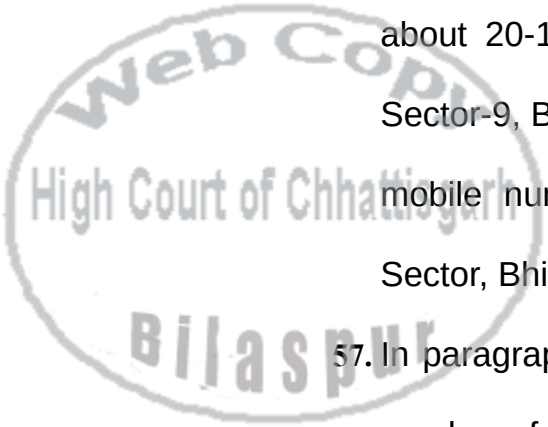 Web Copy
about 20-1
Sector-9, B
High Court of Chhattisgarh
mobile nu
Sector, Bhi
Bilaspur
57. In paragrap